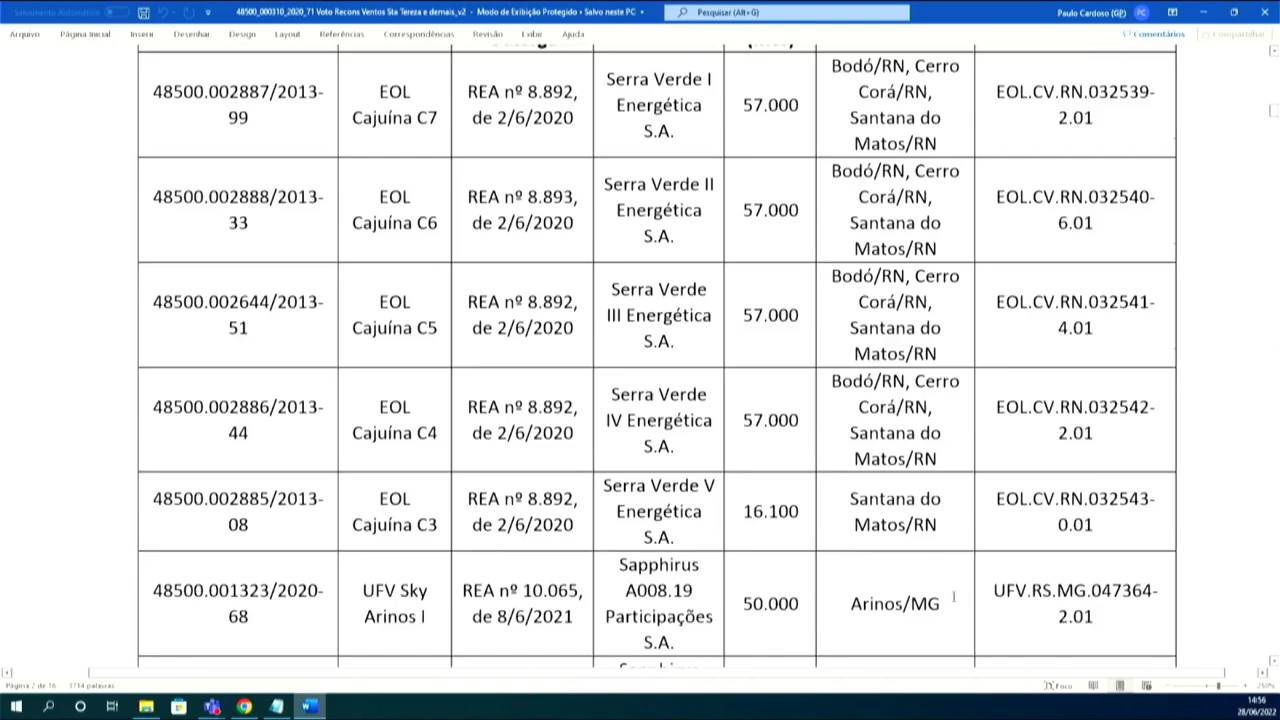 Salvamento Automático
48500_000310_2020_71 Voto Recons Ventos Sta Tereza e demais_v2 - Modo de Exibição Protegido • Salvo neste PC
Pesquisar (Alt+G)
Paulo Cardoso (GP) PC
Arquivo Página Inicial Inserir Desenhar Design Layout Referências Correspondências Revisão Exibir Ajuda
Comentários Compartilhar
48500.002887/2013-
99
EOL
Cajuína C7
REA nº 8.892,
de 2/6/2020
Serra Verde I
Energética
S.A.
57.000
Bodó/RN, Cerro
Corá/RN,
Santana do
Matos/RN
EOL.CV.RN.032539-
2.01
48500.002888/2013-
33
EOL
Cajuína C6
REA nº 8.893,
de 2/6/2020
Serra Verde II
Energética
S.A.
57.000
Bodó/RN, Cerro
Corá/RN,
Santana do
Matos/RN
EOL.CV.RN.032540-
6.01
48500.002644/2013-
51
EOL
Cajuína C5
REA nº 8.892,
de 2/6/2020
Serra Verde
III Energética
S.A.
57.000
Bodó/RN, Cerro
Corá/RN,
Santana do
Matos/RN
EOL.CV.RN.032541-
4.01
48500.002886/2013-
44
EOL
Cajuína C4
REA nº 8.892,
de 2/6/2020
Serra Verde
IV Energética
S.A.
57.000
Bodó/RN, Cerro
Corá/RN,
Santana do
Matos/RN
EOL.CV.RN.032542-
2.01
48500.002885/2013-
08
EOL
Cajuína C3
REA nº 8.892,
de 2/6/2020
Serra Verde V
Energética
S.A.
16.100
Santana do
Matos/RN
EOL.CV.RN.032543-
0.01
48500.001323/2020-
68
UFV Sky
Arinos I
REA nº 10.065,
de 8/6/2021
Sapphirus
A008.19
Participações
S.A.
50.000
Arinos/MG
UFV.RS.MG.047364-
2.01
Página 2 de 16 3714 palavras
Foco
250%
14:56
28/06/2022